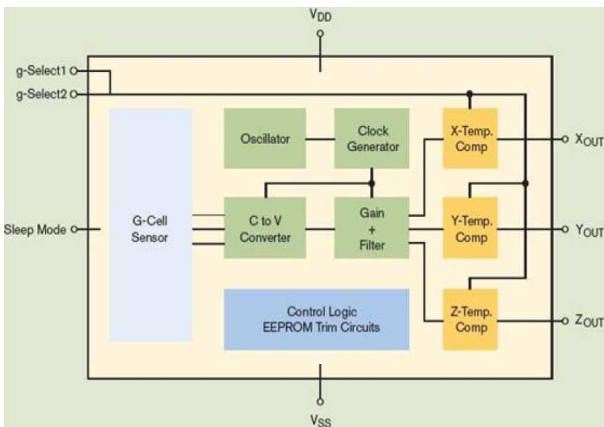 VDD
g-Select1
g-Select2
Oscillator
Clock
Generator
X-Temp.
Comp
XOUT
G-Cell
Sensor
Sleep Mode
C to V
Converter
Gain
+
Filter
Y-Temp.
Comp
YOUT
Control Logic
EEPROM Trim Circuits
Z-Temp.
Comp
ZOUT
VSS